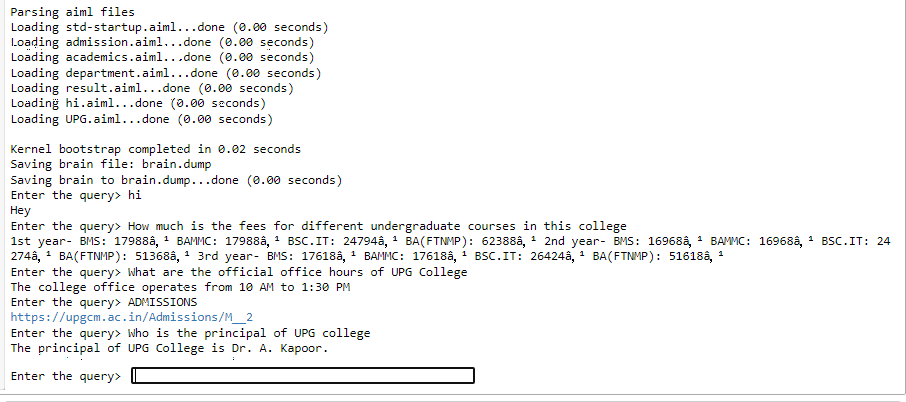 Parsing aiml files
Loading std-startup.aiml...done (0.00 seconds)
Loading admission.aiml...done (0.00 seconds)
Loading academics.aiml...done (0.00 seconds)
Loading department.aiml...done (0.00 seconds)
Loading result.aiml...done (0.00 seconds)
Loading hi.aiml...done (0.00 seconds)
Loading UPG.aiml...done (0.00 seconds)
Kernel bootstrap completed in 0.02 seconds
Saving brain file: brain.dump
Saving brain to brain.dump...done (0.00 seconds)
Enter the query> hi
Hey
Enter the query> How much is the fees for different undergraduate courses in this college
1st year- BMS: 17988â‚¹ BAMMC: 17988â‚¹ BSC.IT: 24794â‚¹ BA(FTNMP): 62388â‚¹ 2nd year- BMS: 16968â‚¹ BAMMC: 16968â‚¹ BSC.IT: 24
274â‚¹ BA(FTNMP): 51368â‚¹ 3rd year- BMS: 17618â‚¹ BAMMC: 17618â‚¹ BSC.IT: 26424â‚¹ BA(FTNMP): 51618â‚¹
Enter the query> What are the official office hours of UPG College
The college office operates from 10 AM to 1:30 PM
Enter the query> ADMISSIONS
https://upgcm.ac.in/Admissions/M__2
Enter the query> Who is the principal of UPG college
The principal of UPG College is Dr. A. Kapoor.
Enter the query>